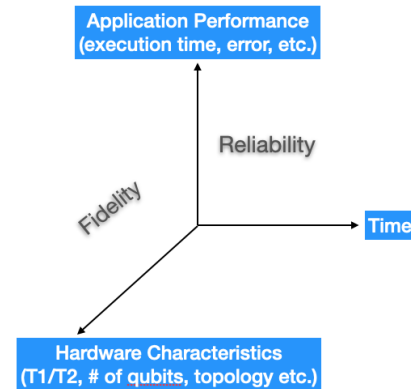 Application Performance
(execution time, error, etc.)
Reliability
Fidelity
Time
Hardware Characteristics
(T1/T2, # of qubits, topology etc.)